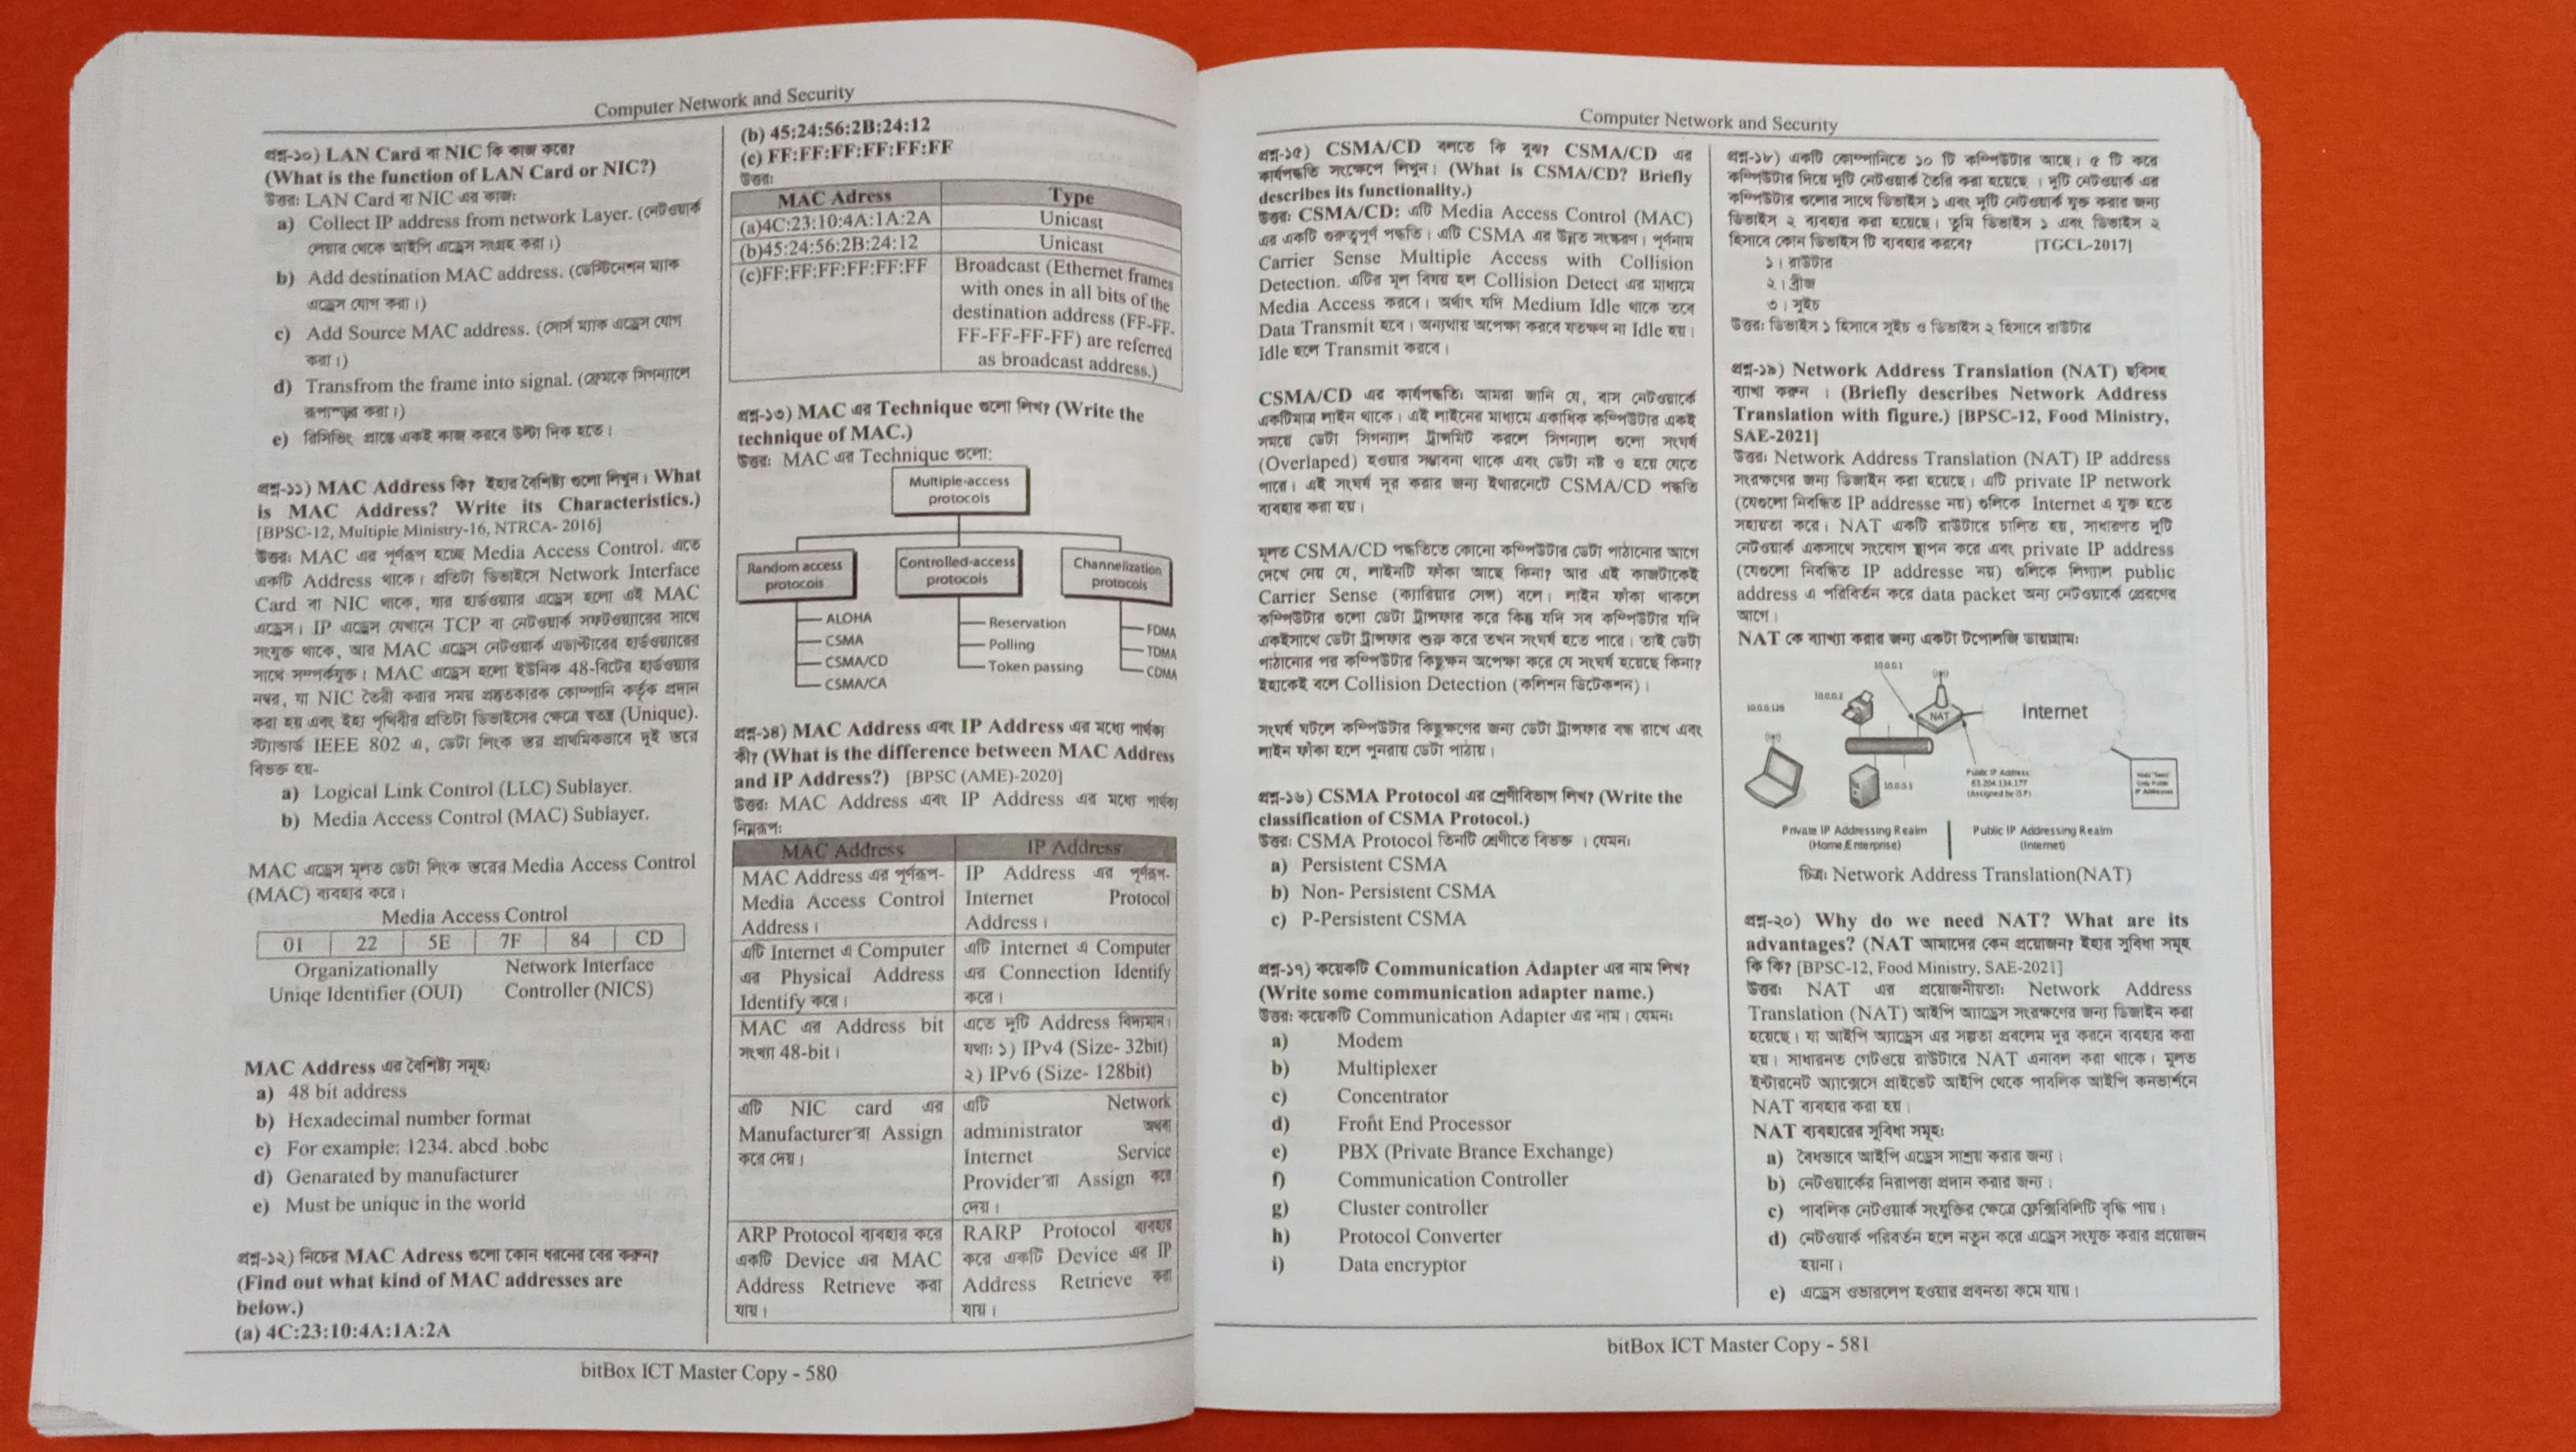 Computer Network and Security
প্রশ্ন-১০) LAN Card বা NIC কি কাজ করে?
(What is the function of LAN Card or NIC?)
উত্তর: LAN Card বা NIC এর কাজ:
a) Collect IP address from network Layer. (নেটওয়ার্ক
লেয়ার থেকে আইপি এড্রেস সংগ্রহ করা।)
b) Add destination MAC address. (ডেস্টিনেশন ম্যাক
এড্রেস যোগ করা।)
c) Add Source MAC address. (সোর্স ম্যাক এড্রেস যোগ
করা।)
d) Transfrom the frame into signal. (ফ্রেমকে সিগন্যালে
রূপান্তর করা।)
e) রিসিভিং প্রান্তে একই কাজ করবে উল্টা দিক হতে।
প্রশ্ন-১১) MAC Address কি? ইহার বৈশিষ্ট্য গুলো লিখুন। What
is MAC Address? Write its Characteristics.)
[BPSC-12, Multiple Ministry-16, NTRCA- 2016]
উত্তর: MAC এর পূর্ণরূপ হচ্ছে Media Access Control. এতে
একটি Address থাকে। প্রতিটা ডিভাইসে Network Interface
Card বা NIC থাকে, যার হার্ডওয়্যার এড্রেস হলো এই MAC
এড্রেস। IP এড্রেস যেখানে TCP বা নেটওয়ার্ক সফটওয়্যারের সাথে
সংযুক্ত থাকে, আর MAC এড্রেস নেটওয়ার্ক এডাপ্টারের হার্ডওয়্যারের
সাথে সম্পর্কযুক্ত। MAC এড্রেস হলো ইউনিক 48-বিটের হার্ডওয়্যার
নম্বর, যা NIC তৈরী করার সময় প্রস্তুতকারক কোম্পানি কর্তৃক প্রদান
করা হয় এবং ইহা পৃথিবীর প্রতিটা ডিভাইসের ক্ষেত্রে স্বতন্ত্র (Unique).
স্ট্যান্ডার্ড IEEE 802 এ, ডেটা লিংক স্তর প্রাথমিকভাবে দুই স্তরে
বিভক্ত হয়-
a) Logical Link Control (LLC) Sublayer.
b) Media Access Control (MAC) Sublayer.
MAC এড্রেস মূলত ডেটা লিংক স্তরের Media Access Control
(MAC) ব্যবহার করে।
Media Access Control
01 22 5E 7F 84 CD
Organizationally Network Interface
Uniqe Identifier (OUI) Controller (NICS)
MAC Address এর বৈশিষ্ট্য সমূহ:
a) 48 bit address
b) Hexadecimal number format
c) For example: 1234. abcd .bobc
d) Genarated by manufacturer
e) Must be unique in the world
প্রশ্ন-১২) নিচের MAC Adress গুলো কোন ধরনের বের করুন?
(Find out what kind of MAC addresses are
below.)
(a) 4C:23:10:4A:1A:2A
(b) 45:24:56:2B:24:12
(c) FF:FF:FF:FF:FF:FF
উত্তর:
MAC Adress Type
(a)4C:23:10:4A:1A:2A Unicast
(b)45:24:56:2B:24:12 Unicast
(c)FF:FF:FF:FF:FF:FF Broadcast (Ethernet frames
with ones in all bits of the
destination address (FF-FF-
FF-FF-FF-FF) are referred
as broadcast address.)
প্রশ্ন-১৩) MAC এর Technique গুলো লিখ? (Write the
technique of MAC.)
উত্তর: MAC এর Technique গুলো:
Multiple-access
protocols
Random access
protocols
Controlled-access
protocols
Channelization
protocols
ALOHA
CSMA
CSMA/CD
CSMA/CA
Reservation
Polling
Token passing
FDMA
TDMA
CDMA
প্রশ্ন-১৪) MAC Address এবং IP Address এর মধ্যে পার্থক্য
কী? (What is the difference between MAC Address
and IP Address?) [BPSC (AME)-2020]
উত্তর: MAC Address এবং IP Address এর মধ্যে পার্থক্য
নিম্নরূপ:
MAC Address IP Address
MAC Address এর পূর্ণরূপ- IP Address এর পূর্ণরূপ-
Media Access Control Internet Protocol
Address। Address।
এটি Internet এ Computer এটি Internet এ Computer
এর Physical Address এর Connection Identify
Identify করে। করে।
MAC এর Address bit এতে দুটি Address বিদ্যমান।
সংখ্যা 48-bit। যথা: ১) IPv4 (Size- 32bit)
২) IPv6 (Size- 128bit)
এটি NIC card এর এটি Network
Manufacturer'রা Assign administrator অথবা
করে দেয়। Internet Service
Provider'রা Assign করে
দেয়।
ARP Protocol ব্যবহার করে RARP Protocol ব্যবহার
একটি Device এর MAC করে একটি Device এর IP
Address Retrieve করা Address Retrieve করা
যায়। যায়।
bitBox ICT Master Copy - 580
Computer Network and Security
প্রশ্ন-১৫) CSMA/CD বলতে কি বুঝ? CSMA/CD এর
কার্যপদ্ধতি সংক্ষেপে লিখুন। (What is CSMA/CD? Briefly
describes its functionality.)
উত্তর: CSMA/CD: এটি Media Access Control (MAC)
এর একটি গুরুত্বপূর্ণ পদ্ধতি। এটি CSMA এর উন্নত সংস্করণ। পূর্ণনাম
Carrier Sense Multiple Access with Collision
Detection. এটির মূল বিষয় হল Collision Detect এর মাধ্যমে
Media Access করবে। অর্থাৎ যদি Medium Idle থাকে তবে
Data Transmit হবে। অন্যথায় অপেক্ষা করবে যতক্ষণ না Idle হয়।
Idle হলে Transmit করবে।
CSMA/CD এর কার্যপদ্ধতি: আমরা জানি যে, বাস নেটওয়ার্কে
একটিমাত্র লাইন থাকে। এই লাইনের মাধ্যমে একাধিক কম্পিউটার একই
সময়ে ডেটা সিগন্যাল ট্রান্সমিট করলে সিগন্যাল গুলো সংঘর্ষ
(Overlaped) হওয়ার সম্ভাবনা থাকে এবং ডেটা নষ্ট ও হয়ে যেতে
পারে। এই সংঘর্ষ দূর করার জন্য ইথারনেটে CSMA/CD পদ্ধতি
ব্যবহার করা হয়।
মূলত CSMA/CD পদ্ধতিতে কোনো কম্পিউটার ডেটা পাঠানোর আগে
দেখে নেয় যে, লাইনটি ফাঁকা আছে কিনা? আর এই কাজটাকেই
Carrier Sense (ক্যারিয়ার সেন্স) বলে। লাইন ফাঁকা থাকলে
কম্পিউটার গুলো ডেটা ট্রান্সফার করে কিন্তু যদি সব কম্পিউটার যদি
একইসাথে ডেটা ট্রান্সফার শুরু করে তখন সংঘর্ষ হতে পারে। তাই ডেটা
পাঠানোর পর কম্পিউটার কিছুক্ষন অপেক্ষা করে যে সংঘর্ষ হয়েছে কিনা?
ইহাকেই বলে Collision Detection (কলিশন ডিটেকশন)।
সংঘর্ষ ঘটলে কম্পিউটার কিছুক্ষণের জন্য ডেটা ট্রান্সফার বন্ধ রাখে এবং
লাইন ফাঁকা হলে পুনরায় ডেটা পাঠায়।
প্রশ্ন-১৬) CSMA Protocol এর শ্রেণীবিভাগ লিখ? (Write the
classification of CSMA Protocol.)
উত্তর: CSMA Protocol তিনটি শ্রেণীতে বিভক্ত । যেমন:
a) Persistent CSMA
b) Non- Persistent CSMA
c) P-Persistent CSMA
প্রশ্ন-১৭) কয়েকটি Communication Adapter এর নাম লিখ?
(Write some communication adapter name.)
উত্তর: কয়েকটি Communication Adapter এর নাম। যেমন:
a) Modem
b) Multiplexer
c) Concentrator
d) Front End Processor
e) PBX (Private Brance Exchange)
f) Communication Controller
g) Cluster controller
h) Protocol Converter
i) Data encryptor
প্রশ্ন-১৮) একটি কোম্পানিতে ১০ টি কম্পিউটার আছে। ৫ টি করে
কম্পিউটার দিয়ে দুটি নেটওয়ার্ক তৈরি করা হয়েছে । দুটি নেটওয়ার্ক এর
কম্পিউটার গুলোর সাথে ডিভাইস ১ এবং দুটি নেটওয়ার্ক যুক্ত করার জন্য
ডিভাইস ২ ব্যবহার করা হয়েছে। তুমি ডিভাইস ১ এবং ডিভাইস ২
হিসাবে কোন ডিভাইস টি ব্যবহার করবে? [TGCL-2017]
১। রাউটার
২। ব্রীজ
৩। সুইচ
উত্তর: ডিভাইস ১ হিসাবে সুইচ ও ডিভাইস ২ হিসাবে রাউটার
প্রশ্ন-১৯) Network Address Translation (NAT) ছবিসহ
ব্যাখা করুন । (Briefly describes Network Address
Translation with figure.) [BPSC-12, Food Ministry,
SAE-2021]
উত্তর: Network Address Translation (NAT) IP address
সংরক্ষণের জন্য ডিজাইন করা হয়েছে। এটি private IP network
(যেগুলো নিবন্ধিত IP addresse নয়) গুলিকে Internet এ যুক্ত হতে
সহায়তা করে। NAT একটি রাউটারে চালিত হয়, সাধারণত দুটি
নেটওয়ার্ক একসাথে সংযোগ স্থাপন করে এবং private IP address
(যেগুলো নিবন্ধিত IP addresse নয়) গুলিকে লিগ্যাল public
address এ পরিবর্তিন করে data packet অন্য নেটওয়ার্কে প্রেরণের
আগে।
NAT কে ব্যাখ্যা করার জন্য একটা টপোলজি ডায়াগ্রাম:
10.0.0.1
10.0.0.2
10.0.0.126
NAT
Internet
10.0.0.3
Public IP Address
63.204.134.177
(Assigned by ISP)
Only Public
IP Addresses
Private IP Addressing Realm
(Home/Enterprise)
Public IP Addressing Realm
(Internet)
চিত্র: Network Address Translation(NAT)
প্রশ্ন-২০) Why do we need NAT? What are its
advantages? (NAT আমাদের কেন প্রয়োজন? ইহার সুবিধা সমূহ
কি কি? [BPSC-12, Food Ministry, SAE-2021]
উত্তর: NAT এর প্রয়োজনীয়তা: Network Address
Translation (NAT) আইপি অ্যাড্রেস সংরক্ষণের জন্য ডিজাইন করা
হয়েছে। যা আইপি অ্যাড্রেস এর সল্পতা প্রবলেম দূর করনে ব্যবহার করা
হয়। সাধারনত গেটওয়ে রাউটারে NAT এনাবল করা থাকে। মূলত
ইন্টারনেট অ্যাক্সেসে প্রাইভেট আইপি থেকে পাবলিক আইপি কনভার্শনে
NAT ব্যবহার করা হয়।
NAT ব্যবহারের সুবিধা সমূহ:
a) বৈধভাবে আইপি এড্রেস সাশ্রয় করার জন্য।
b) নেটওয়ার্কের নিরাপত্তা প্রদান করার জন্য।
c) পাবলিক নেটওয়ার্ক সংযুক্তির ক্ষেত্রে ফ্লেক্সিবিলিটি বৃদ্ধি পায়।
d) নেটওয়ার্ক পরিবর্তন হলে নতুন করে এড্রেস সংযুক্ত করার প্রয়োজন
হয়না।
e) এড্রেস ওভারলেপ হওয়ার প্রবনতা কমে যায়।
bitBox ICT Master Copy - 581